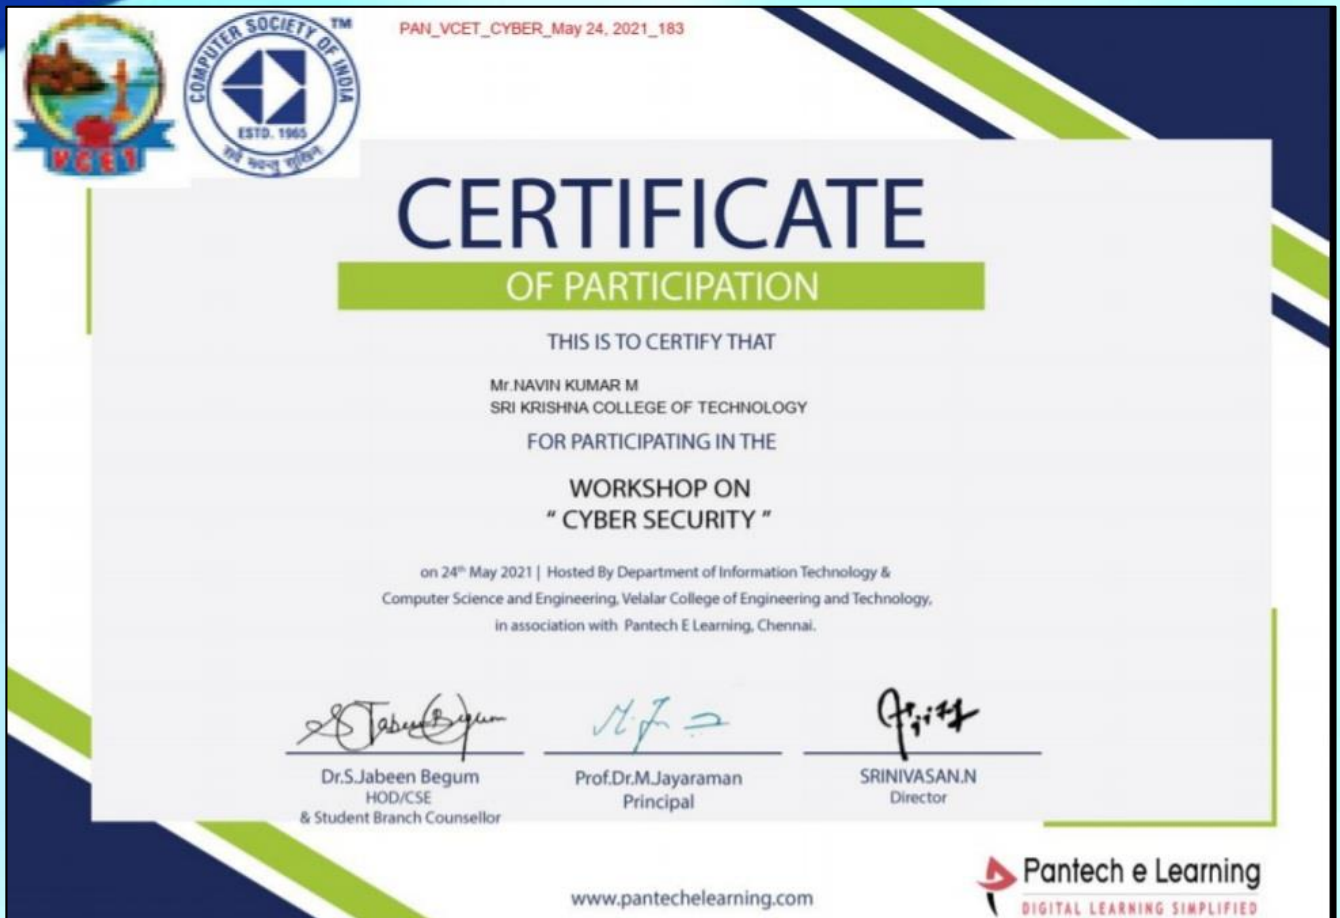 PAN_VCET_CYBER_May 24, 2021_183
VCET
COMPUTER SOCIETY OF INDIA
TM
ESTD. 1965
सर्वे भवन्तु सुखिनः
CERTIFICATE
OF PARTICIPATION
THIS IS TO CERTIFY THAT
Mr.NAVIN KUMAR M
SRI KRISHNA COLLEGE OF TECHNOLOGY
FOR PARTICIPATING IN THE
WORKSHOP ON
" CYBER SECURITY "
on 24th May 2021 | Hosted By Department of Information Technology &
Computer Science and Engineering, Velalar College of Engineering and Technology,
in association with Pantech E Learning, Chennai.
S Jabeen Begum
Dr.S.Jabeen Begum
HOD/CSE
& Student Branch Counsellor
Prof.Dr.M.Jayaraman
Principal
SRINIVASAN.N
Director
www.pantechelearning.com
Pantech e Learning
DIGITAL LEARNING SIMPLIFIED